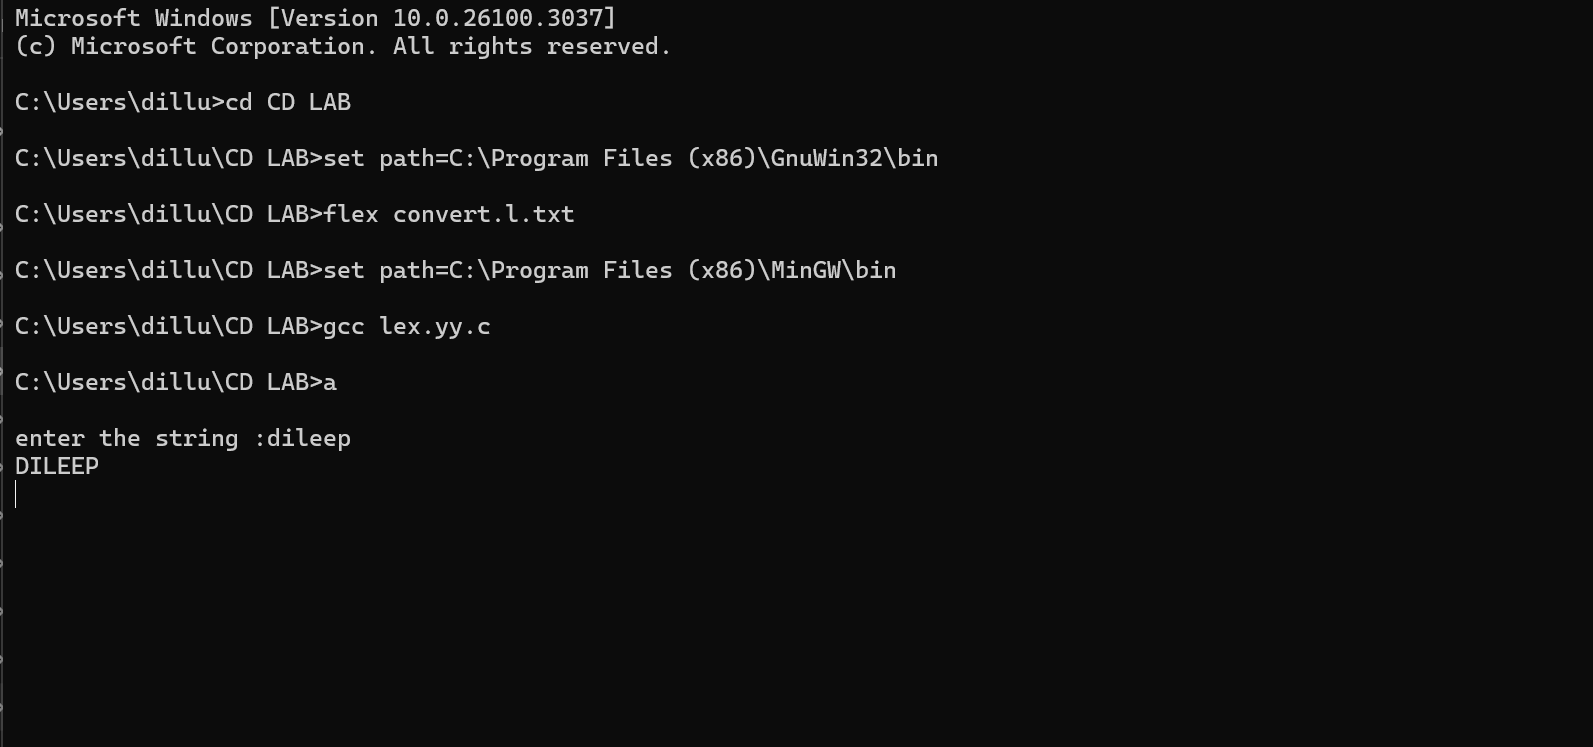 Microsoft Windows [Version 10.0.26100.3037]
(c) Microsoft Corporation. All rights reserved.
C:\Users\dillu>cd CD LAB
C:\Users\dillu\CD LAB>set path=C:\Program Files (x86)\GnuWin32\bin
C:\Users\dillu\CD LAB>flex convert.l.txt
C:\Users\dillu\CD LAB>set path=C:\Program Files (x86)\MinGW\bin
C:\Users\dillu\CD LAB>gcc lex.yy.c
C:\Users\dillu\CD LAB>a
enter the string :dileep
DILEEP